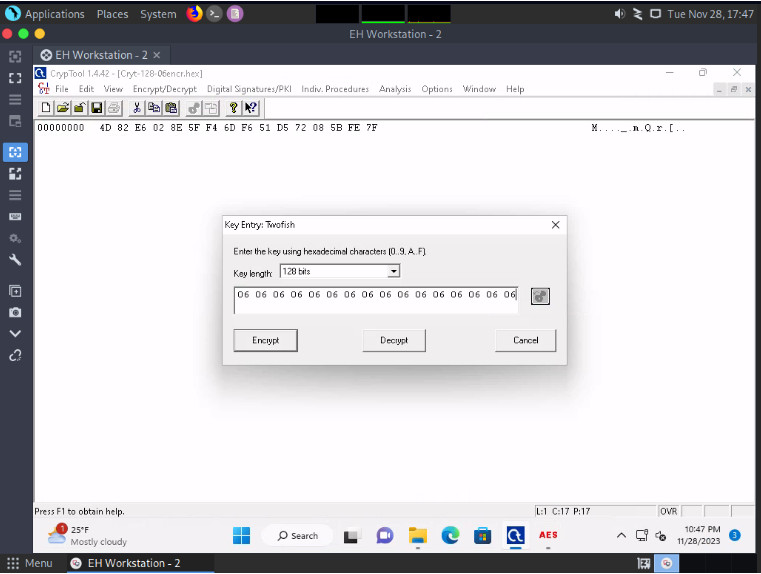 Applications Places System Tue Nov 28, 17:47
EH Workstation - 2
EH Workstation - 2 ×
CrypTool 1.4.42 - [Cryt-128-06encr.hex]
File Edit View Encrypt/Decrypt Digital Signatures/PKI Indiv. Procedures Analysis Options Window Help
00000000 4D 82 E6 02 8E 5F F4 6D F6 51 D5 72 08 5B FE 7F M...._.m.Q.r.[..
Key Entry: Twofish
Enter the key using hexadecimal characters (0..9, A..F).
Key length: 128 bits
06 06 06 06 06 06 06 06 06 06 06 06 06 06 06 06
Encrypt Decrypt Cancel
Press F1 to obtain help. L:1 C:17 P:17 OVR
1
25°F
Mostly cloudy
Search
AES
10:47 PM
11/28/2023
3
Menu EH Workstation - 2